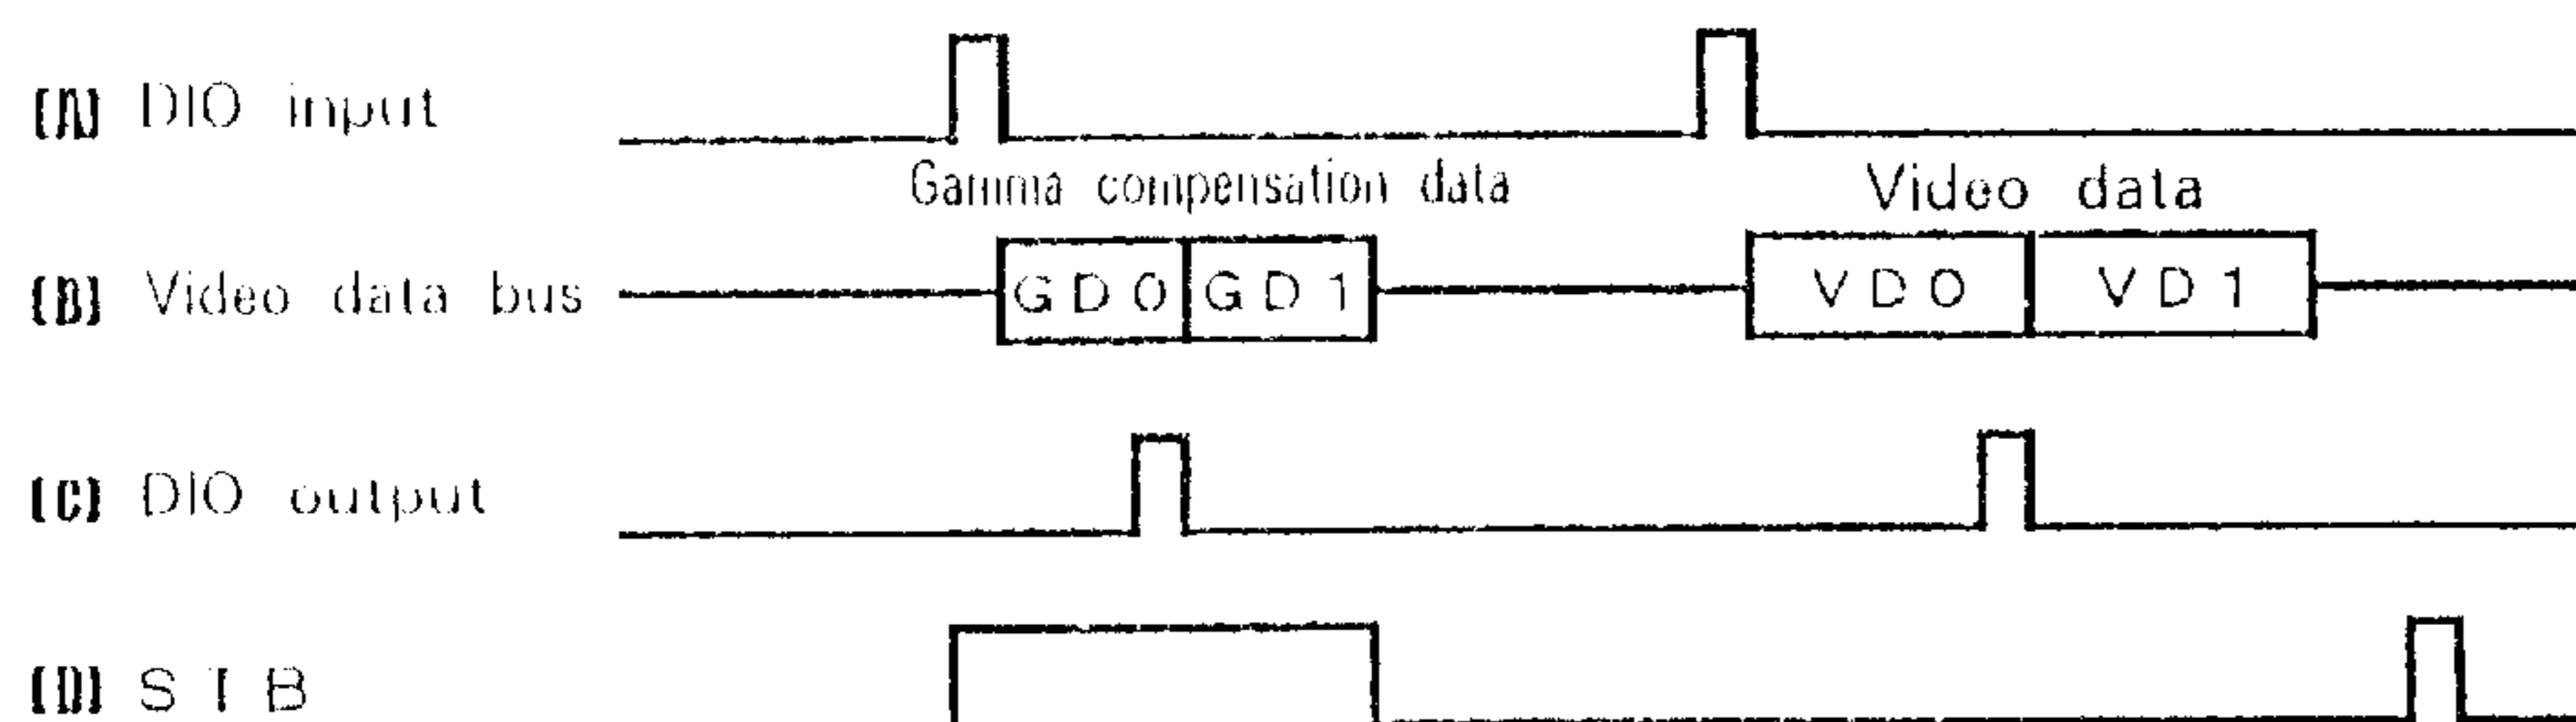 (A) DIO input
Gamma compensation data
Video data
(B) Video data bus
GD0 GD1
VD0 VD1
(C) DIO output
(D) STB